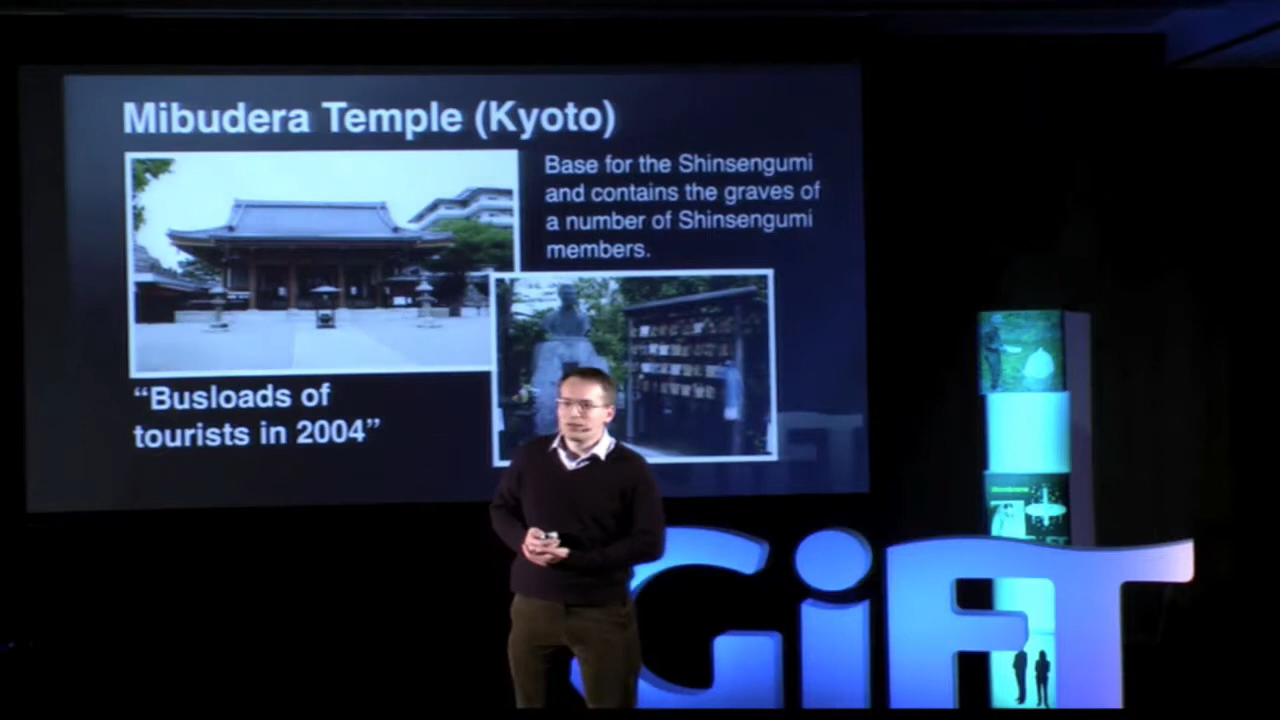 Mibudera Temple (Kyoto)
Base for the Shinsengumi
and contains the graves of
a number of Shinsengumi
members.
“Busloads of
tourists in 2004”
GiFT